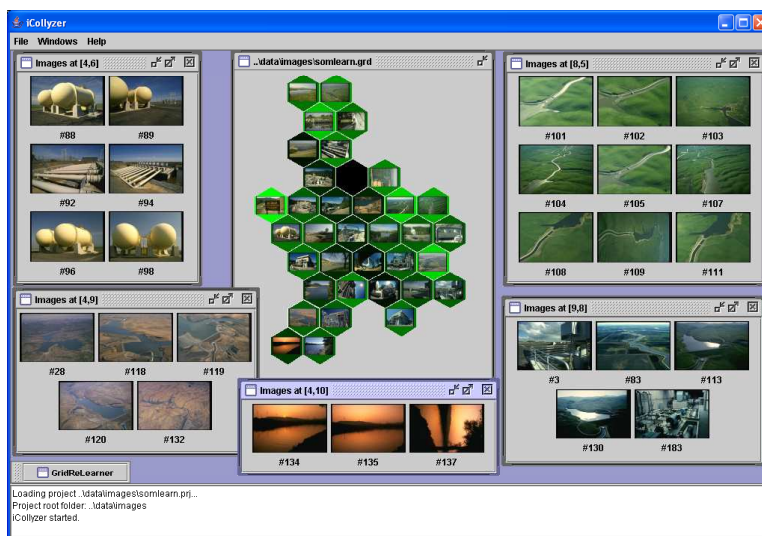 iCollyzer
File Windows Help
Images at [4,6]
#88 #89
#92 #94
#96 #98
..\data\images\somlearn.grd
Images at [8,5]
#101 #102 #103
#104 #105 #107
#108 #109 #111
Images at [4,9]
#28 #118 #119
#120 #132
Images at [4,10]
#134 #135 #137
Images at [9,8]
#3 #83 #113
#130 #183
GridReLearner
Loading project ..\data\images\somlearn.prj...
Project root folder: ..\data\images
iCollyzer started.